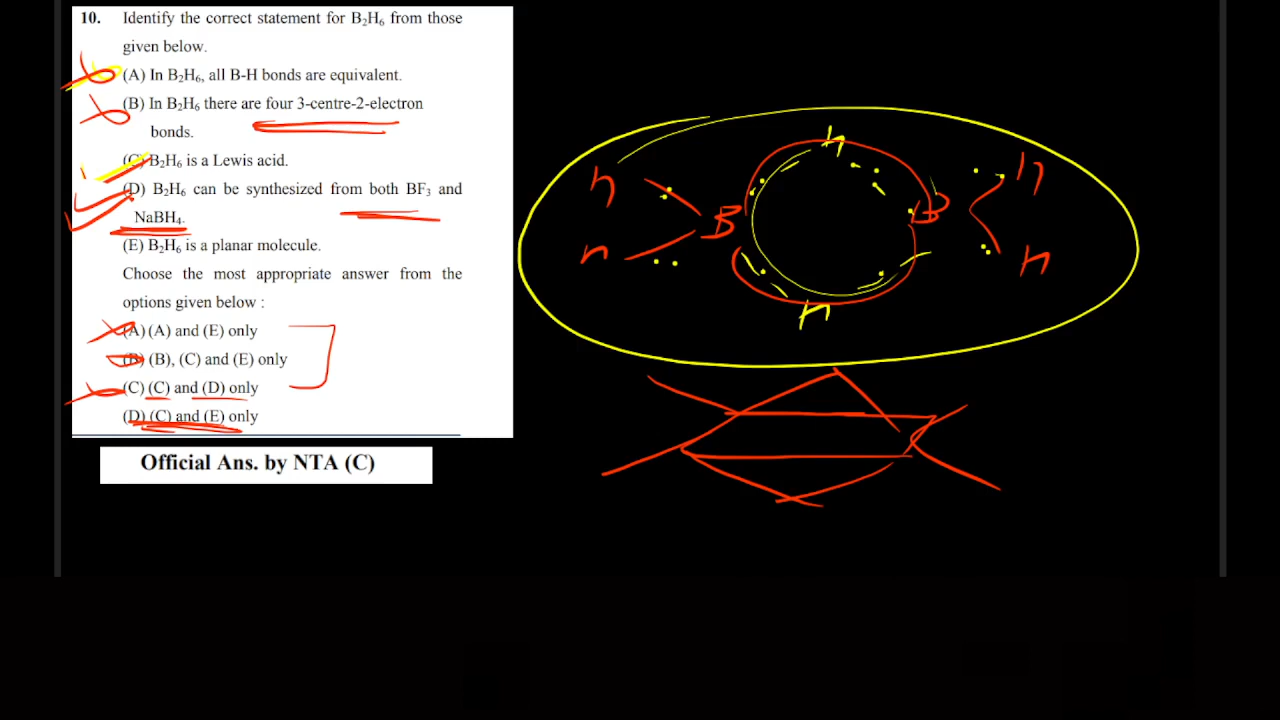 10. Identify the correct statement for B₂H₆ from those
given below.
(A) In B₂H₆, all B-H bonds are equivalent.
(B) In B₂H₆ there are four 3-centre-2-electron
bonds.
(C) B₂H₆ is a Lewis acid.
(D) B₂H₆ can be synthesized from both BF₃ and
NaBH₄.
(E) B₂H₆ is a planar molecule.
Choose the most appropriate answer from the
options given below :
(A) (A) and (E) only
(B) (B), (C) and (E) only
(C) (C) and (D) only
(D) (C) and (E) only
Official Ans. by NTA (C)
H
H H
B B
H H
H